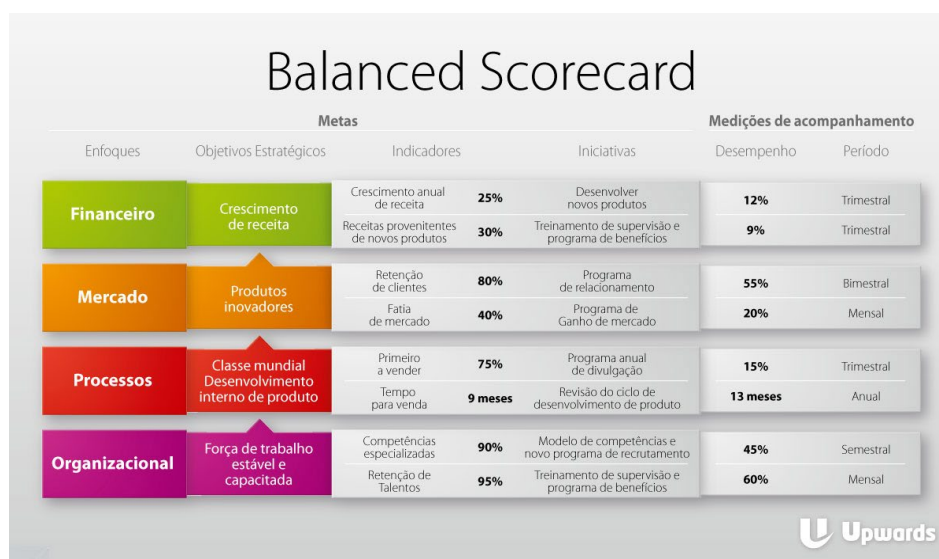 Balanced Scorecard
Metas
Medições de acompanhamento
Enfoques Objetivos Estratégicos Indicadores Iniciativas Desempenho Período
Financeiro
Crescimento
de receita
Crescimento anual
de receita
25%
Desenvolver
novos produtos
12%
Trimestral
Receitas provenitentes
de novos produtos
30%
Treinamento de supervisão e
programa de benefícios
9%
Trimestral
Mercado
Produtos
inovadores
Retenção
de clientes
80%
Programa
de relacionamento
55%
Bimestral
Fatia
de mercado
40%
Programa de
Ganho de mercado
20%
Mensal
Processos
Classe mundial
Desenvolvimento
interno de produto
Primeiro
a vender
75%
Programa anual
de divulgação
15%
Trimestral
Tempo
para venda
9 meses
Revisão do ciclo de
desenvolvimento de produto
13 meses
Anual
Organizacional
Força de trabalho
estável e
capacitada
Competências
especializadas
90%
Modelo de competências e
novo programa de recrutamento
45%
Semestral
Retenção de
Talentos
95%
Treinamento de supervisão e
programa de benefícios
60%
Mensal
Upwards